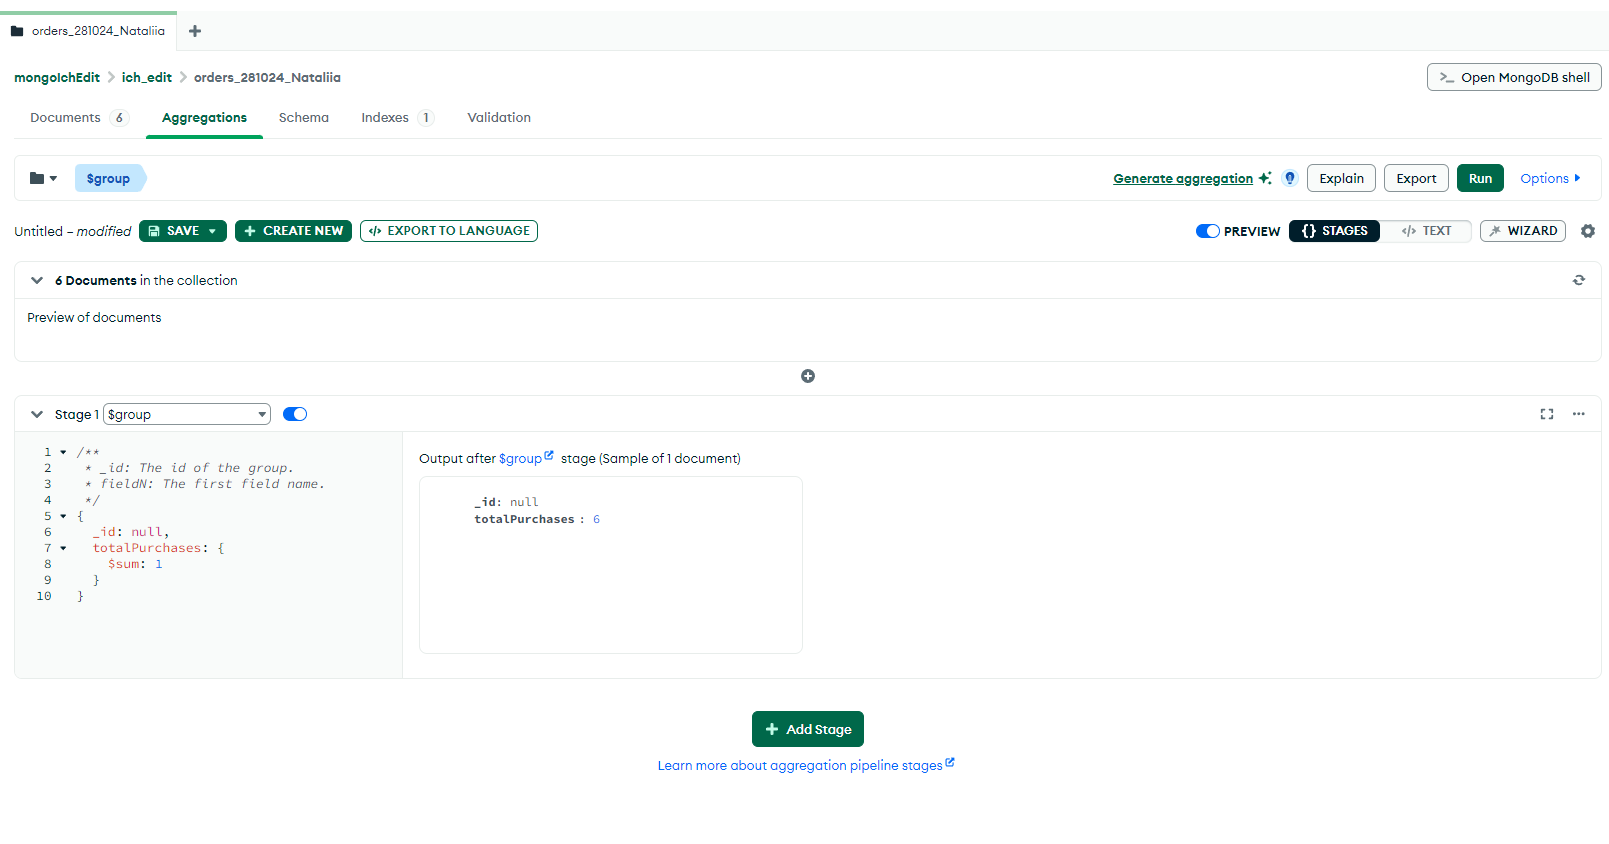 orders_281024_Nataliia
mongoIchEdit > ich_edit > orders_281024_Nataliia
>_ Open MongoDB shell
Documents 6 Aggregations Schema Indexes 1 Validation
$group
Generate aggregation Explain Export Run Options
Untitled – modified SAVE + CREATE NEW </> EXPORT TO LANGUAGE
PREVIEW {} STAGES </> TEXT WIZARD
6 Documents in the collection
Preview of documents
Stage 1 $group
1 /**
2 * _id: The id of the group.
3 * fieldN: The first field name.
4 */
5 {
6 _id: null,
7 totalPurchases: {
8 $sum: 1
9 }
10 }
Output after $group stage (Sample of 1 document)
_id: null
totalPurchases : 6
+ Add Stage
Learn more about aggregation pipeline stages